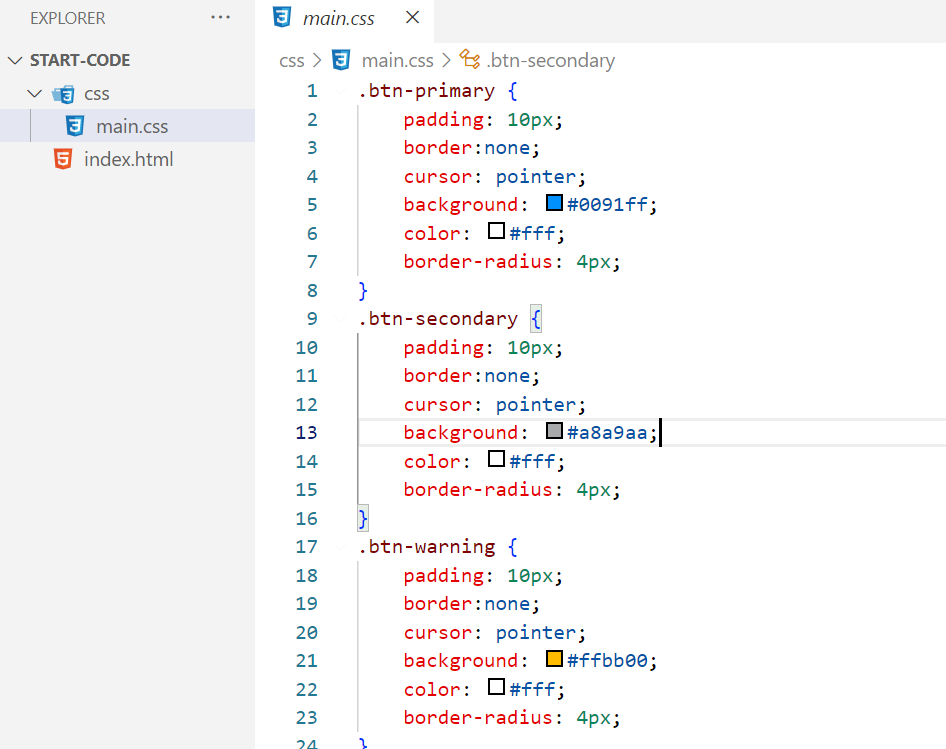 EXPLORER ···
START-CODE
css
main.css
index.html
main.css
css > main.css > .btn-secondary
1 .btn-primary {
2     padding: 10px;
3     border:none;
4     cursor: pointer;
5     background: #0091ff;
6     color: #fff;
7     border-radius: 4px;
8 }
9 .btn-secondary {
10     padding: 10px;
11     border:none;
12     cursor: pointer;
13     background: #a8a9aa;
14     color: #fff;
15     border-radius: 4px;
16 }
17 .btn-warning {
18     padding: 10px;
19     border:none;
20     cursor: pointer;
21     background: #ffbb00;
22     color: #fff;
23     border-radius: 4px;
24 }